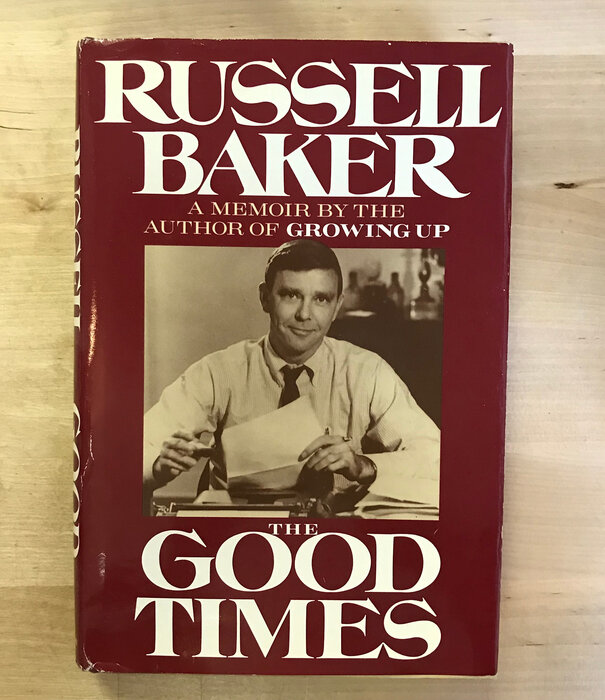 RUSSELL
BAKER
A MEMOIR BY THE
AUTHOR OF GROWING UP
THE
GOOD
TIMES